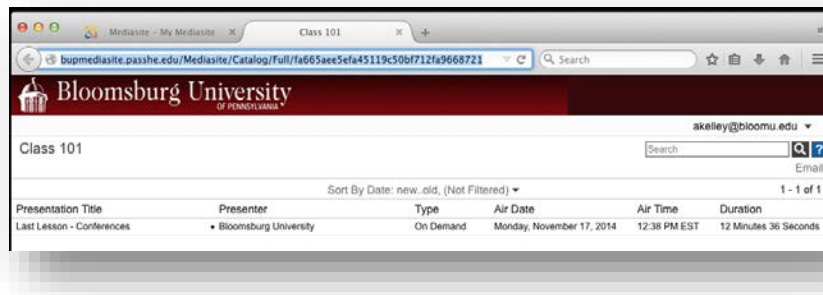 Mediasite - My Mediasite
Class 101
bupmediasite.passhe.edu/Mediasite/Catalog/Full/fa665aee5efa45119c50bf712fa9668721
Search
Bloomsburg University
OF PENNSYLVANIA
akelley@bloomu.edu
Class 101
Search
?
Email
Sort By Date: new..old, (Not Filtered)
1 - 1 of 1
Presentation Title Presenter Type Air Date Air Time Duration
Last Lesson - Conferences • Bloomsburg University On Demand Monday, November 17, 2014 12:38 PM EST 12 Minutes 36 Seconds